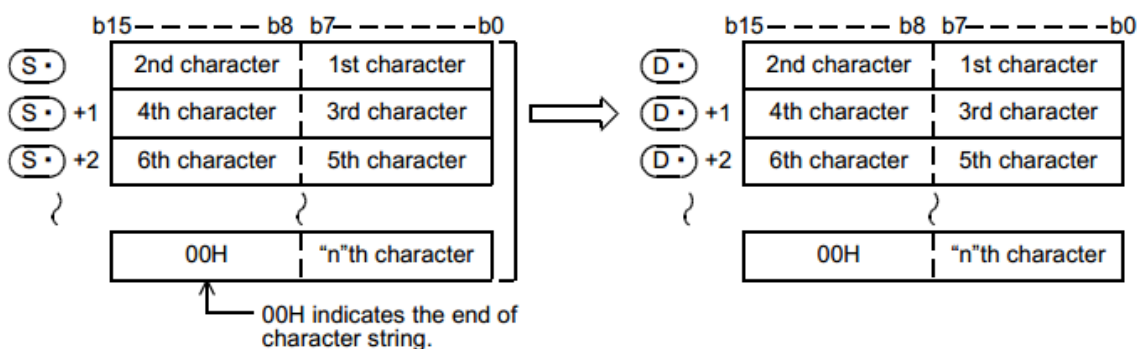 b15 b8 b7 b0 b15 b8 b7 b0
S・ 2nd character 1st character D・ 2nd character 1st character
S・ +1 4th character 3rd character D・ +1 4th character 3rd character
S・ +2 6th character 5th character D・ +2 6th character 5th character
00H “n”th character 00H “n”th character
00H indicates the end of
character string.